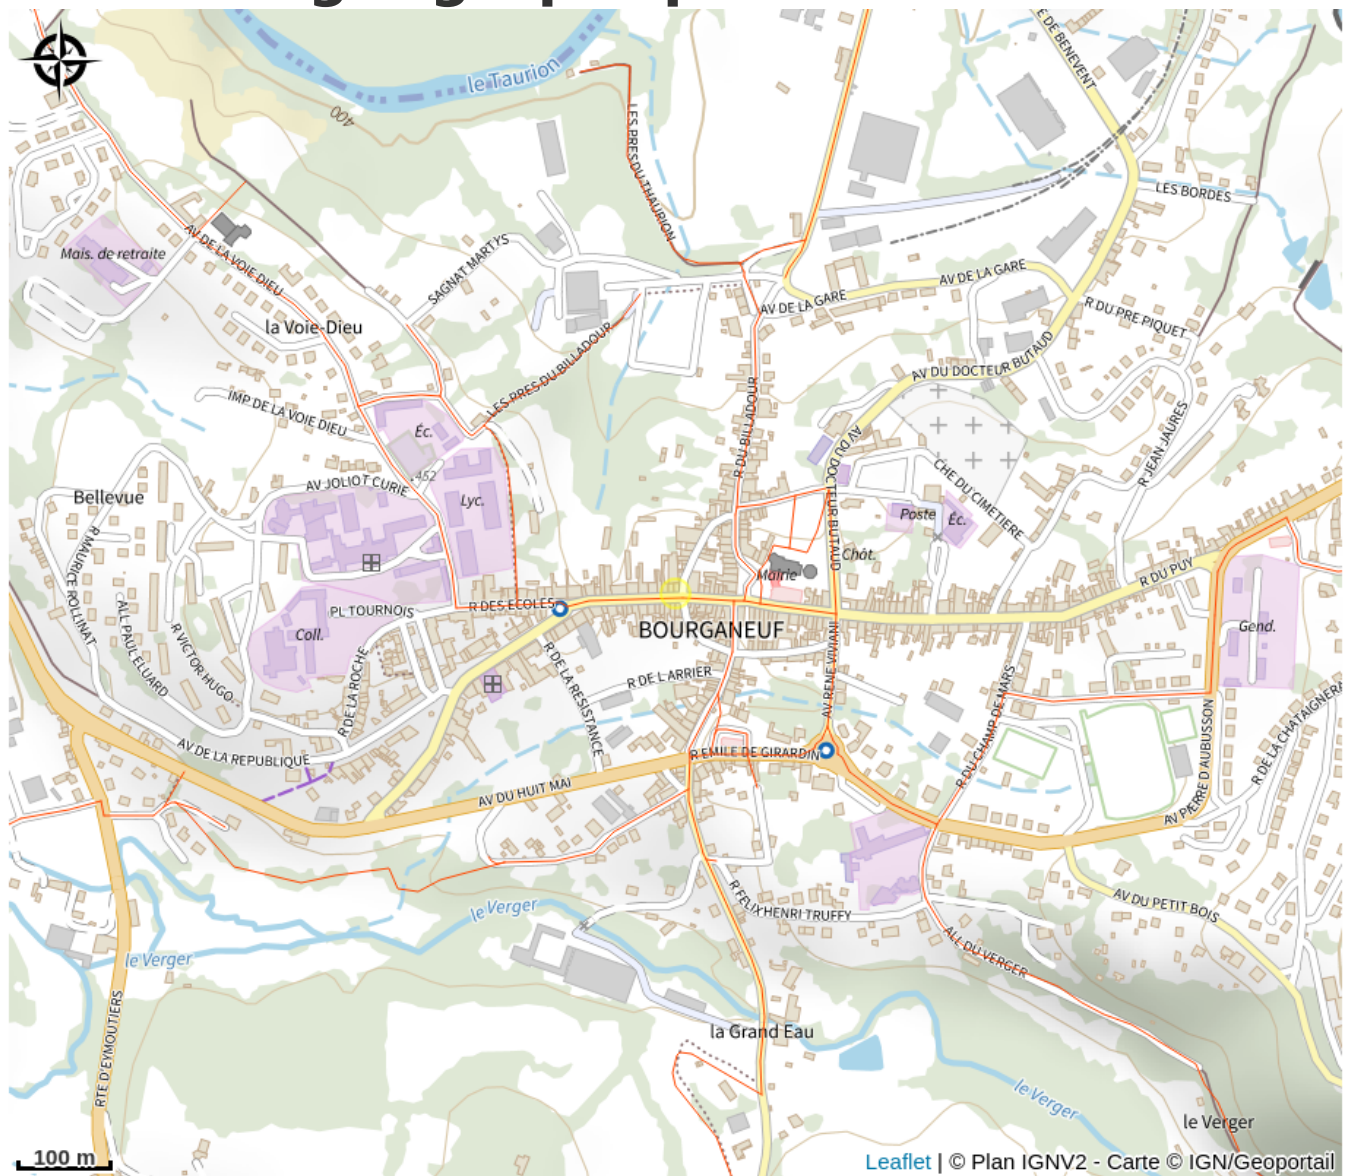 R DE BENEVENT
le Taurion
400
LES PRES DU THAURION
LES BORDES
Mais. de retraite
AV DE LA VOIE DIEU
SAGNAT MARTYS
AV DE LA GARE
AV DE LA GARE
R DU PRE PIQUET
la Voie-Dieu
LES PRES DU BILLADOUR
AV DU DOCTEUR BUTAUD
IMP DE LA VOIE DIEU
R DU BILLADOUR
R JEAN JAURES
Éc.
452
AV DU DOCTEUR BUTAUD
CHE DU CIMETIERE
Bellevue
AV JOLIOT CURIE
Lyc.
Poste
Éc.
R MAURICE ROLINAT
Chât.
Mairie
R DU PUY
ALL PAUL ELUARD
PL TOURNOIS
R DES ECOLES
Coll.
BOURGANEUF
Gend.
R VICTOR HUGO
R DE LA ROCHE
R DE LA RESISTANCE
R DE L'ARRIER
AV RENE VIVIANI
R DU CHAMP DE MARS
AV DE LA REPUBLIQUE
R EMILE DE GIRARDIN
AV PIERRE D'AUBUSSON
R DE LA CHATAIGNERA
AV DU HUIT MAI
R FELIX HENRI TRUFFY
AV DU PETIT BOIS
le Verger
le Verger
ALL DU VERGER
RTE D'EYMOUTIERS
la Grand Eau
le Verger
le Verger
100 m
Leaflet | © Plan IGNV2 - Carte © IGN/Geoportail